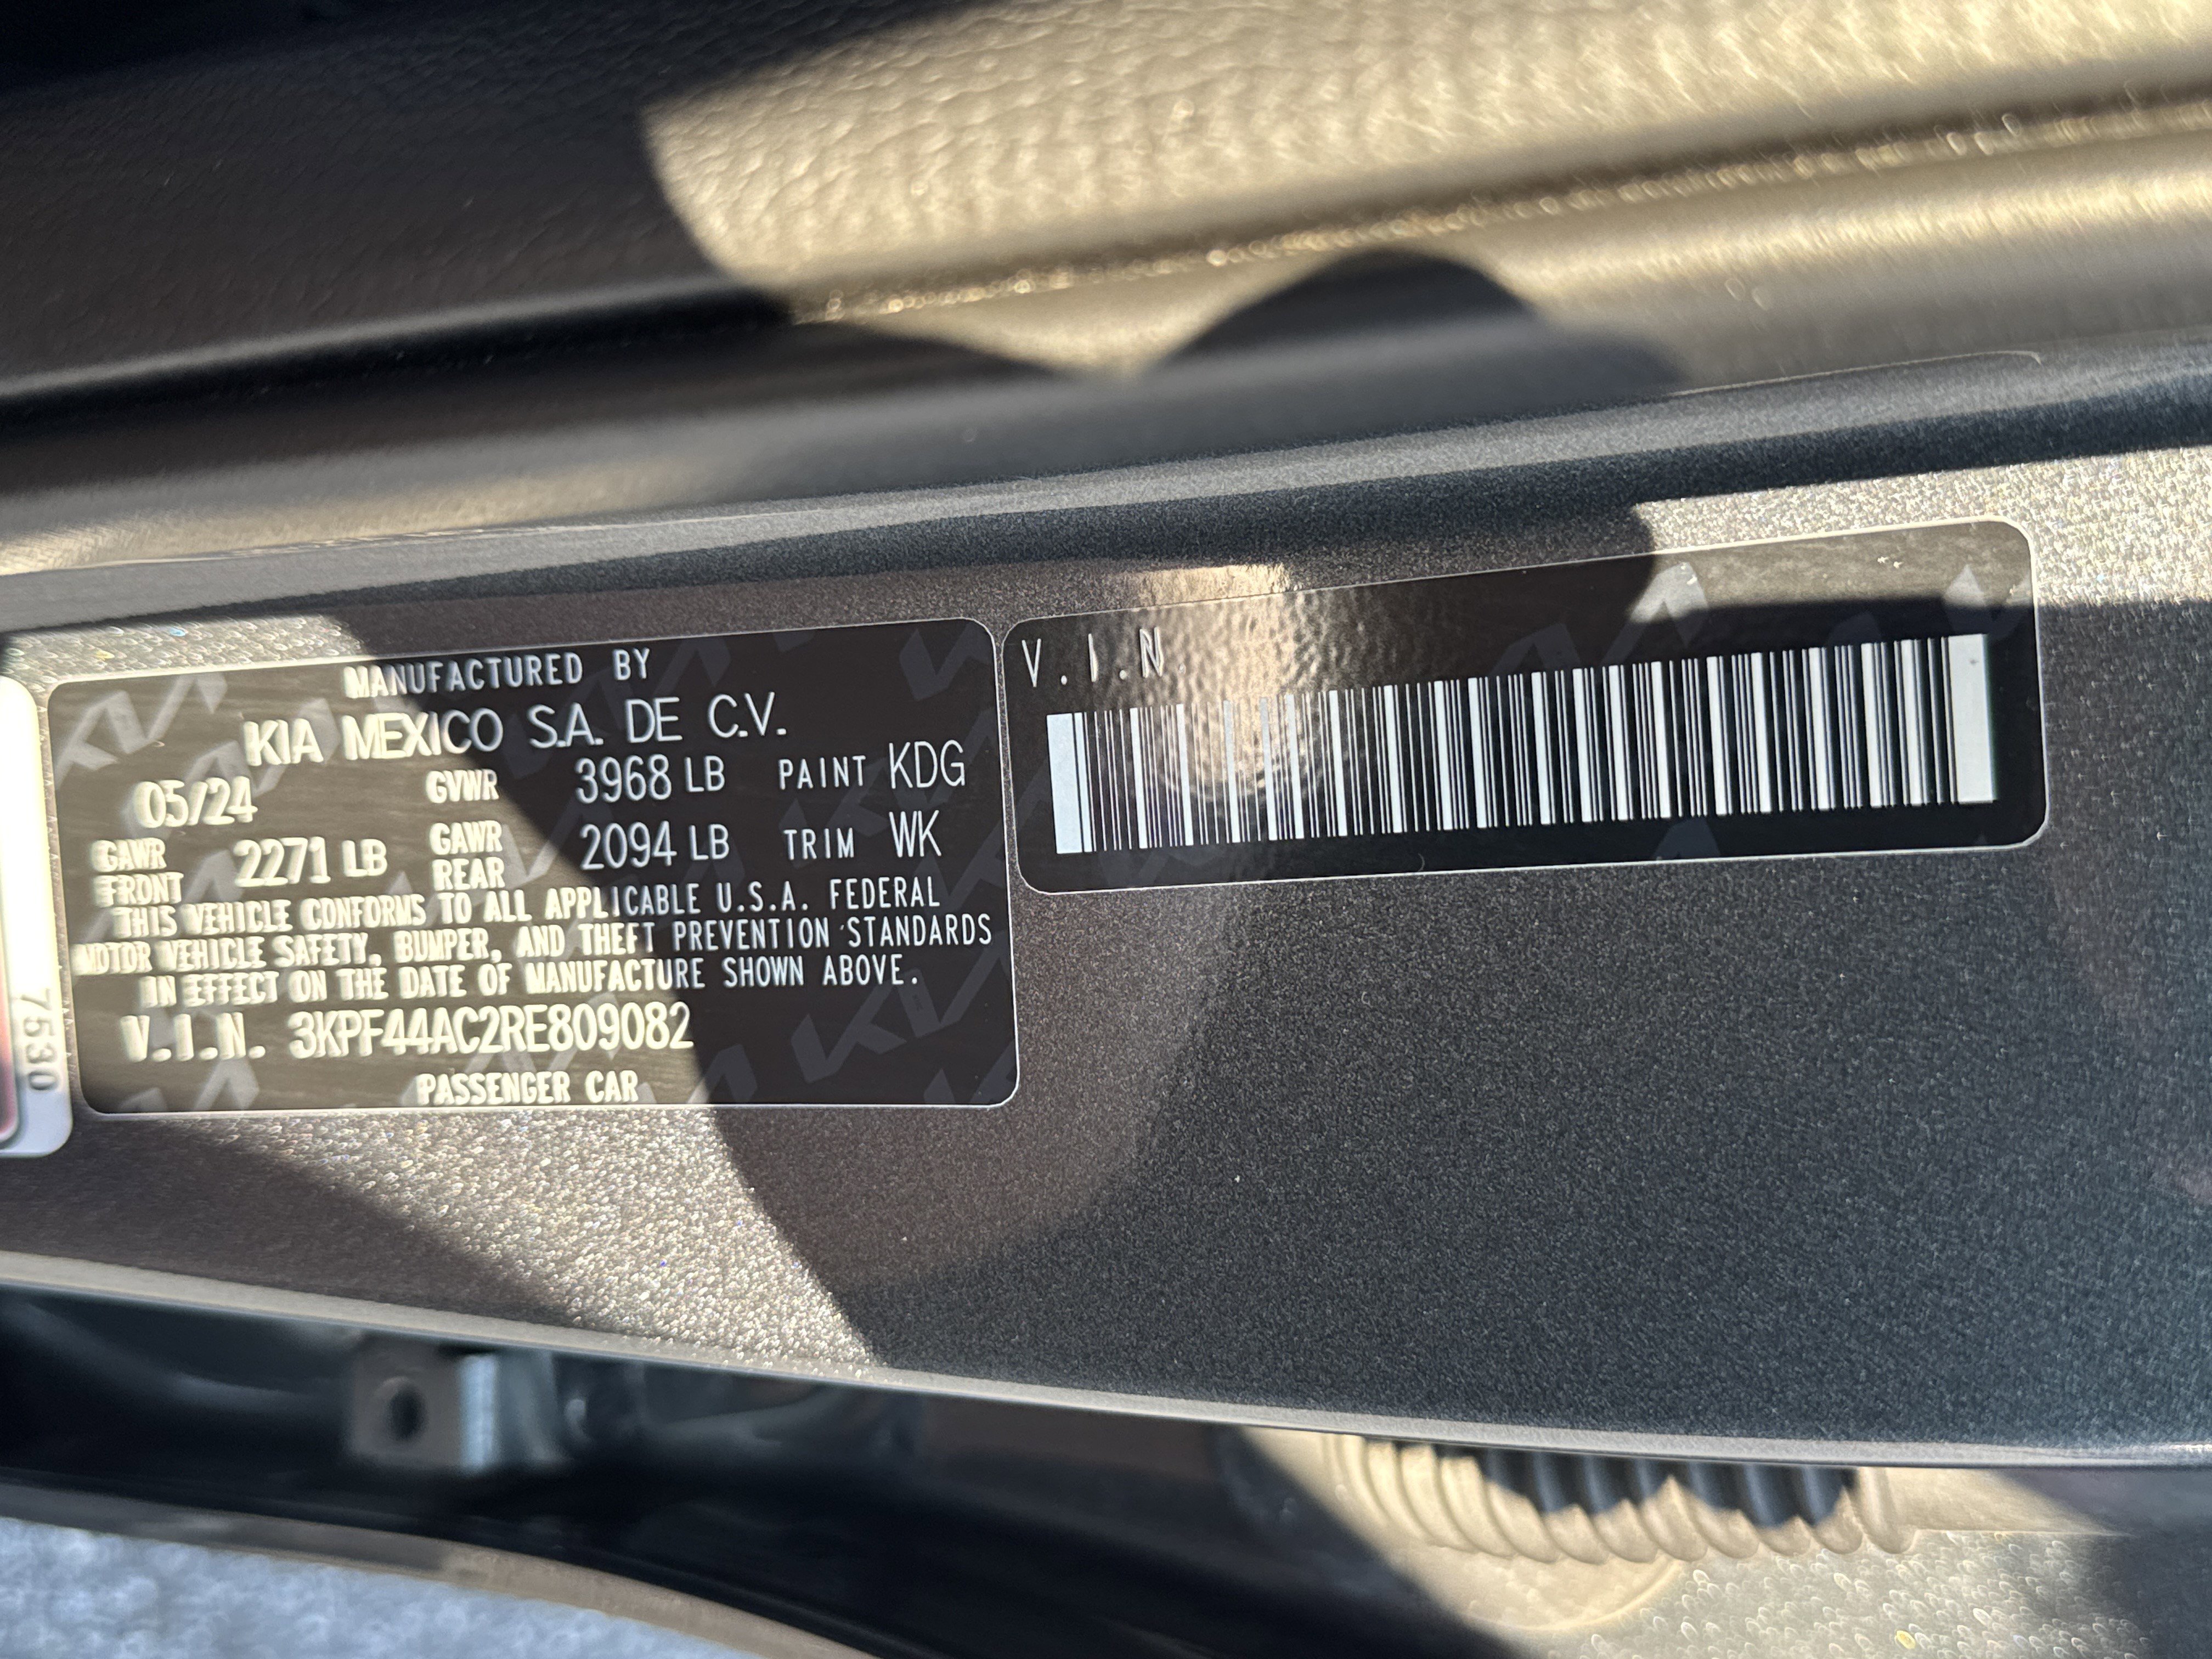 MANUFACTURED BY
KIA MEXICO S.A. DE C.V.
05/24 GVWR 3968 LB PAINT KDG
GAWR FRONT 2271 LB GAWR REAR 2094 LB TRIM WK
THIS VEHICLE CONFORMS TO ALL APPLICABLE U.S.A. FEDERAL
MOTOR VEHICLE SAFETY, BUMPER, AND THEFT PREVENTION STANDARDS
IN EFFECT ON THE DATE OF MANUFACTURE SHOWN ABOVE.
V.I.N. 3KPF44AC2RE809082
PASSENGER CAR
V.I.N.
7530